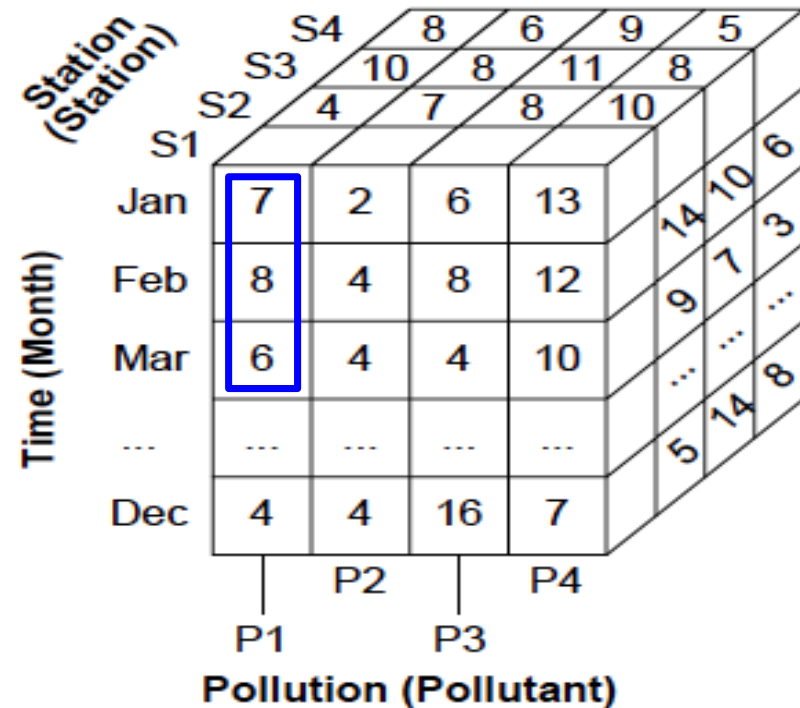 Station
(Station)
S4 8 6 9 5
S3 10 8 11 8
S2 4 7 8 10
S1
Jan 7 2 6 13 14 10 6
Feb 8 4 8 12 9 7 3
Mar 6 4 4 10 ... ... ...
... ... ... ... ...
Dec 4 4 16 7 5 14 8
P2 P4
P1 P3
Time (Month)
Pollution (Pollutant)